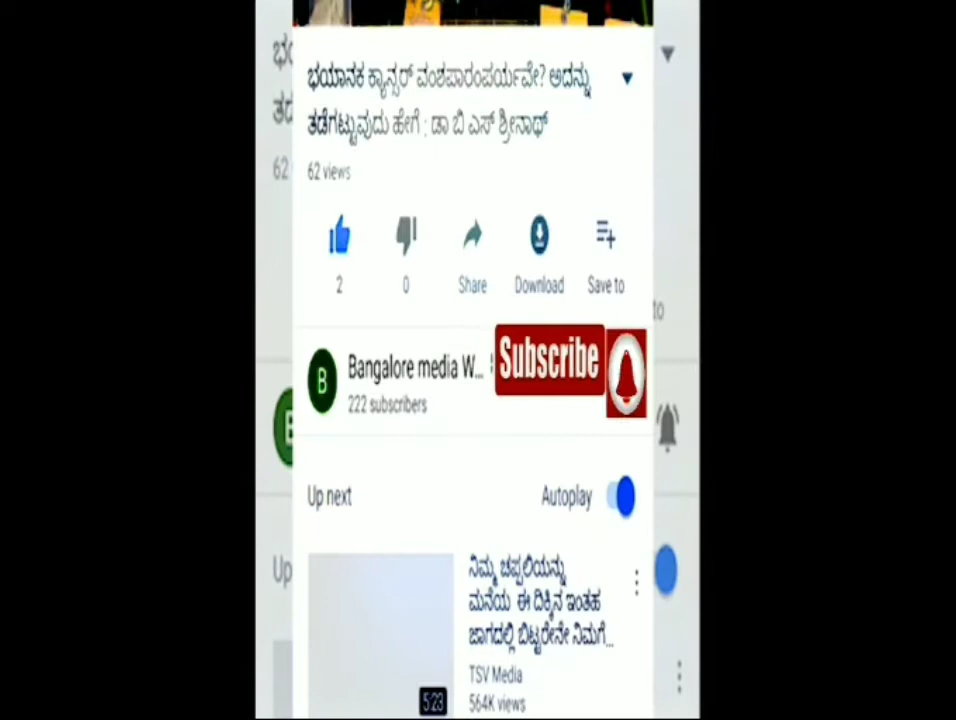 ಭಯಾನಕ ಕ್ಯಾನ್ಸರ್ ವಂಶಪಾರಂಪರ್ಯವೇ? ಅದನ್ನು
ತಡೆಗಟ್ಟುವುದು ಹೇಗೆ ; ಡಾ ಬಿ ಎಸ್ ಶ್ರೀನಾಥ್
62 views
2
0
Share
Download
Save to
B
Bangalore media W...
222 subscribers
Subscribe
Up next
Autoplay
ನಿಮ್ಮ ಚಪ್ಪಲಿಯನ್ನು
ಮನೆಯ ಈ ದಿಕ್ಕಿನ ಇಂತಹ
ಜಾಗದಲ್ಲಿ ಬಿಟ್ಟರೇನೇ ನಿಮಗೆ...
TSV Media
564K views
5:23